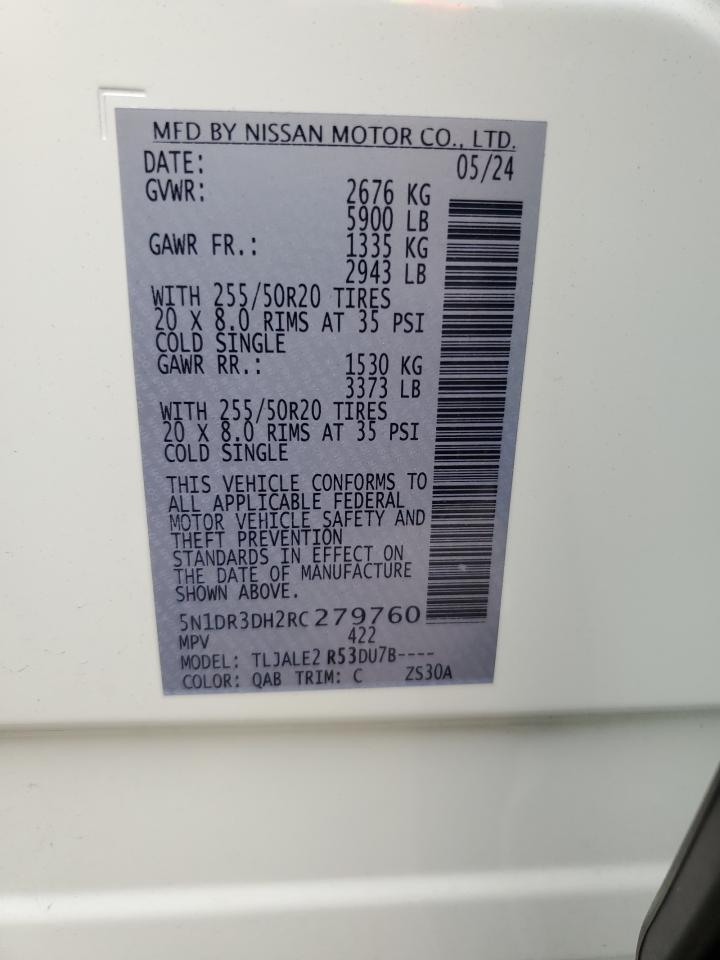 MFD BY NISSAN MOTOR CO., LTD.
DATE: 05/24
GVWR: 2676 KG
5900 LB
GAWR FR.: 1335 KG
2943 LB
WITH 255/50R20 TIRES
20 X 8.0 RIMS AT 35 PSI
COLD SINGLE
GAWR RR.: 1530 KG
3373 LB
WITH 255/50R20 TIRES
20 X 8.0 RIMS AT 35 PSI
COLD SINGLE
THIS VEHICLE CONFORMS TO
ALL APPLICABLE FEDERAL
MOTOR VEHICLE SAFETY AND
THEFT PREVENTION
STANDARDS IN EFFECT ON
THE DATE OF MANUFACTURE
SHOWN ABOVE.
5N1DR3DH2RC279760
MPV 422
MODEL: TLJALE2 R53DU7B----
COLOR: QAB TRIM: C ZS30A